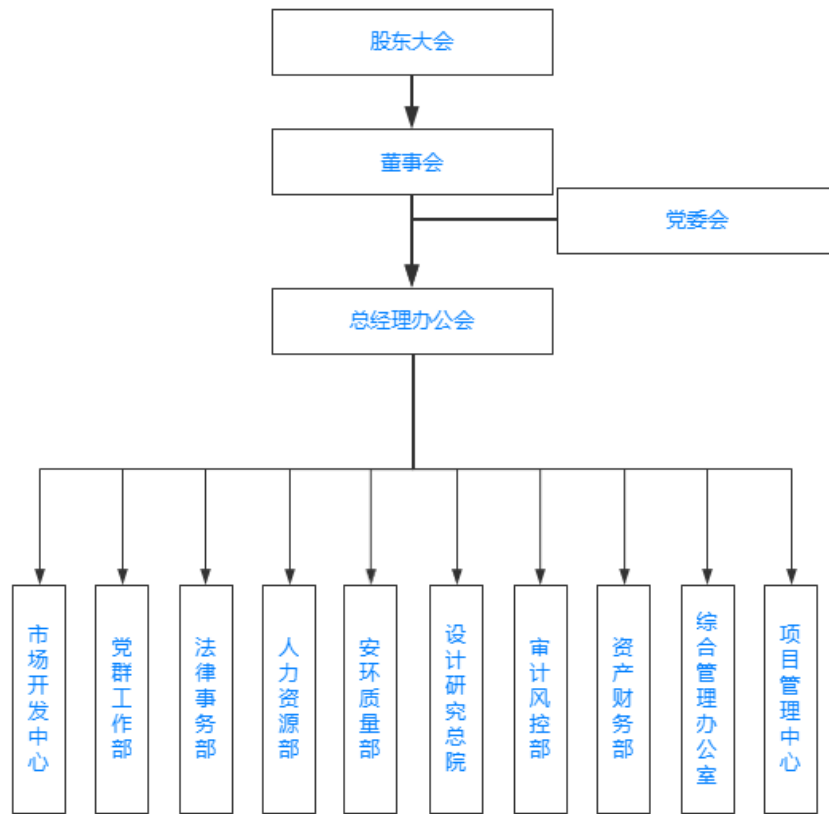 股东大会
董事会
党委会
总经理办公会
市场开发中心
党群工作部
法律事务部
人力资源部
安环质量部
设计研究总院
审计风控部
资产财务部
综合管理办公室
项目管理中心